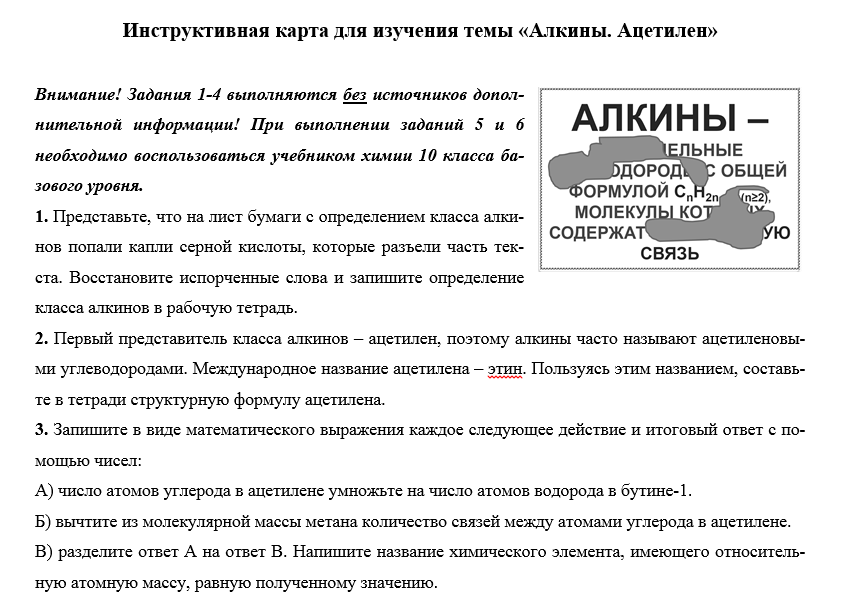 Инструктивная карта для изучения темы «Алкины. Ацетилен»
Внимание! Задания 1-4 выполняются без источников допол-
нительной информации! При выполнении заданий 5 и 6
необходимо воспользоваться учебником химии 10 класса ба-
зового уровня.
1. Представьте, что на лист бумаги с определением класса алки-
нов попали капли серной кислоты, которые разъели часть тек-
ста. Восстановите испорченные слова и запишите определение
класса алкинов в рабочую тетрадь.
АЛКИНЫ –
ЕЛЬНЫЕ
ОДОРОДЫ С ОБЩЕЙ
ФОРМУЛОЙ CnH2n (n≥2),
МОЛЕКУЛЫ КОТ
СОДЕРЖАТ УЮ
СВЯЗЬ
2. Первый представитель класса алкинов – ацетилен, поэтому алкины часто называют ацетиленовы-
ми углеводородами. Международное название ацетилена – этин. Пользуясь этим названием, составь-
те в тетради структурную формулу ацетилена.
3. Запишите в виде математического выражения каждое следующее действие и итоговый ответ с по-
мощью чисел:
А) число атомов углерода в ацетилене умножьте на число атомов водорода в бутине-1.
Б) вычтите из молекулярной массы метана количество связей между атомами углерода в ацетилене.
В) разделите ответ А на ответ В. Напишите название химического элемента, имеющего относитель-
ную атомную массу, равную полученному значению.